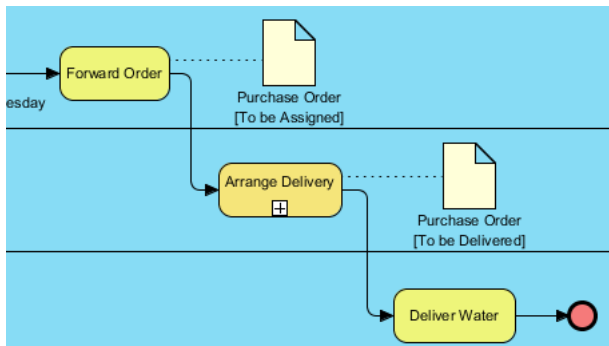 Forward Order
Purchase Order
[To be Assigned]
esday
Arrange Delivery
Purchase Order
[To be Delivered]
Deliver Water